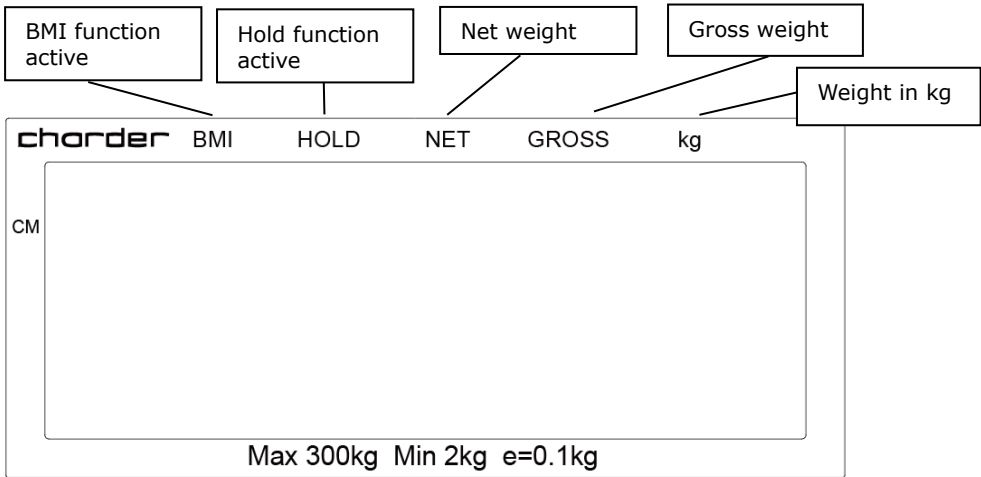 BMI function
active
Hold function
active
Net weight
Gross weight
Weight in kg
charder BMI HOLD NET GROSS kg
CM
Max 300kg Min 2kg e=0.1kg